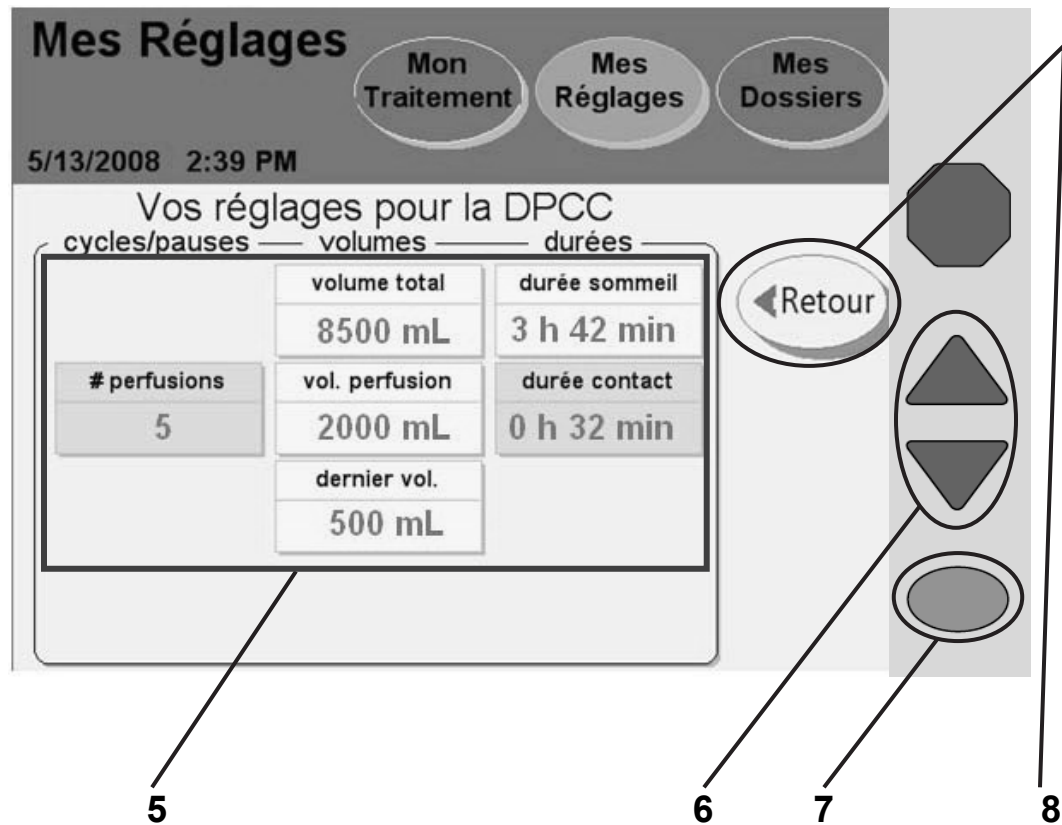 Mes Réglages
Mon
Traitement
Mes
Réglages
Mes
Dossiers
5/13/2008 2:39 PM
Vos réglages pour la DPCC
cycles/pauses
volumes
durées
volume total
8500 mL
durée sommeil
3 h 42 min
Retour
# perfusions
5
vol. perfusion
2000 mL
durée contact
0 h 32 min
dernier vol.
500 mL
5
6
7
8